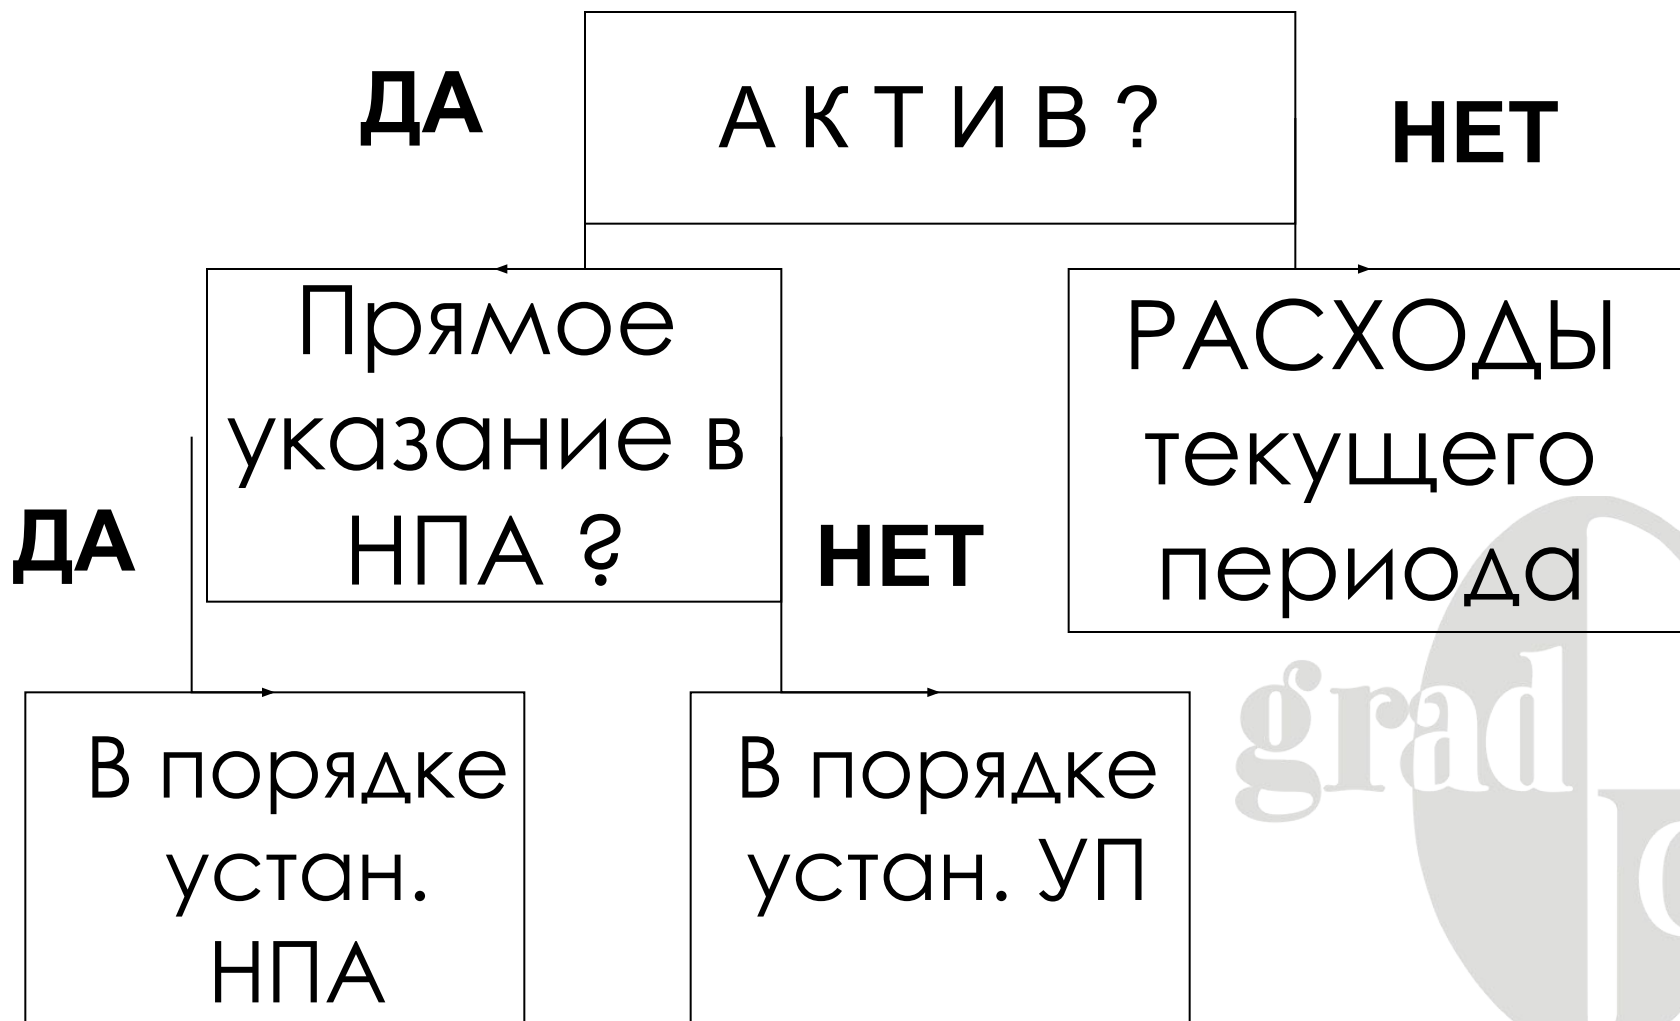 ДА
А К Т И В ?
НЕТ
Прямое
указание в
НПА ?
РАСХОДЫ
текущего
периода
ДА
НЕТ
В порядке
устан.
НПА
В порядке
устан. УП
grad